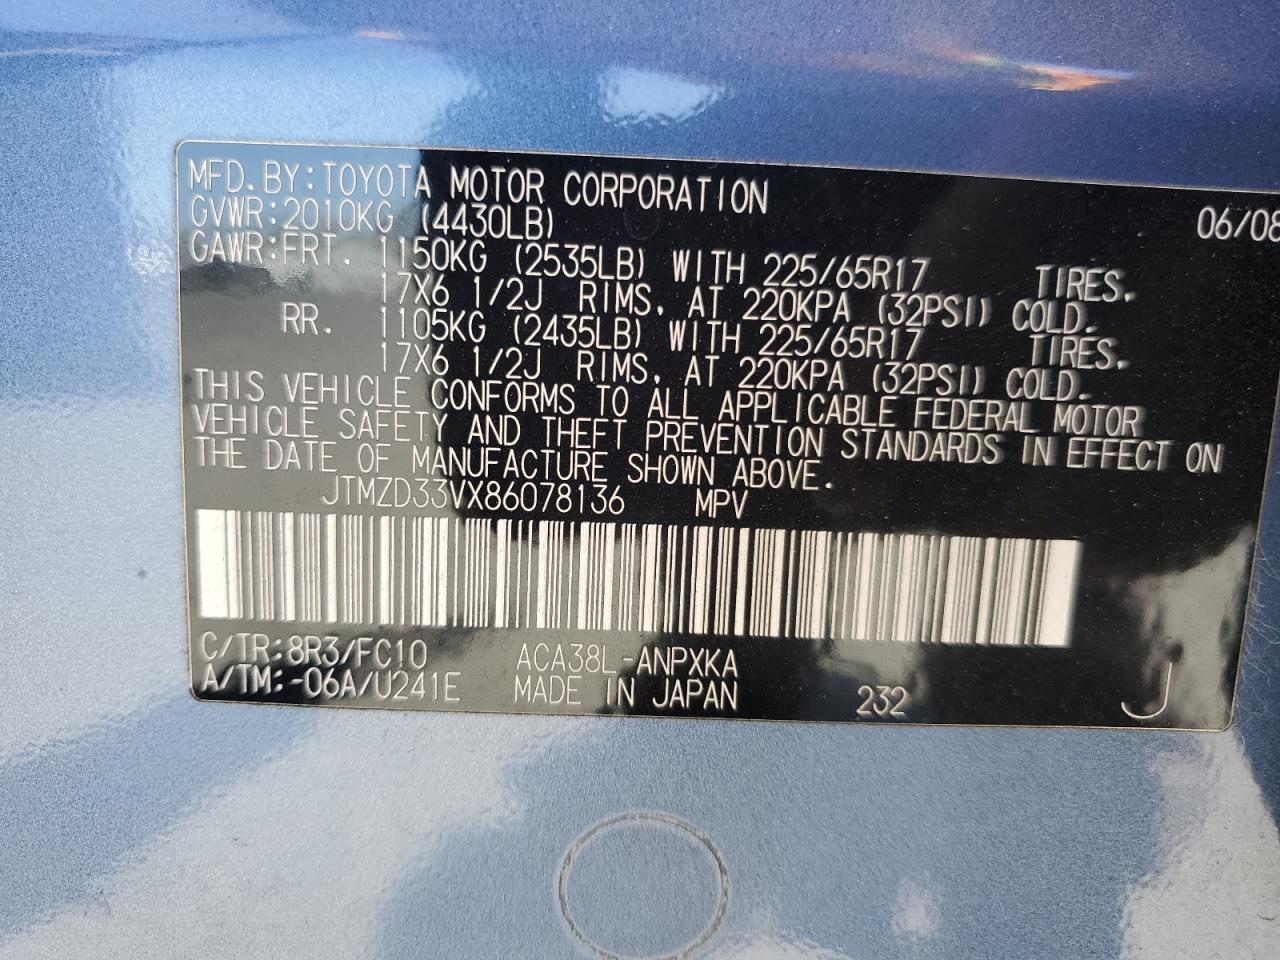 MFD.BY:TOYOTA MOTOR CORPORATION 06/08
GVWR:2010KG (4430LB)
GAWR:FRT. 1150KG (2535LB) WITH 225/65R17 TIRES.
17X6 1/2J RIMS, AT 220KPA (32PSI) COLD.
RR. 1105KG (2435LB) WITH 225/65R17 TIRES.
17X6 1/2J RIMS, AT 220KPA (32PSI) COLD.
THIS VEHICLE CONFORMS TO ALL APPLICABLE FEDERAL MOTOR
VEHICLE SAFETY AND THEFT PREVENTION STANDARDS IN EFFECT ON
THE DATE OF MANUFACTURE SHOWN ABOVE.
JTMZD33VX86078136 MPV
C/TR:8R3/FC10 ACA38L-ANPXKA
A/TM:-06A/U241E MADE IN JAPAN 232 J